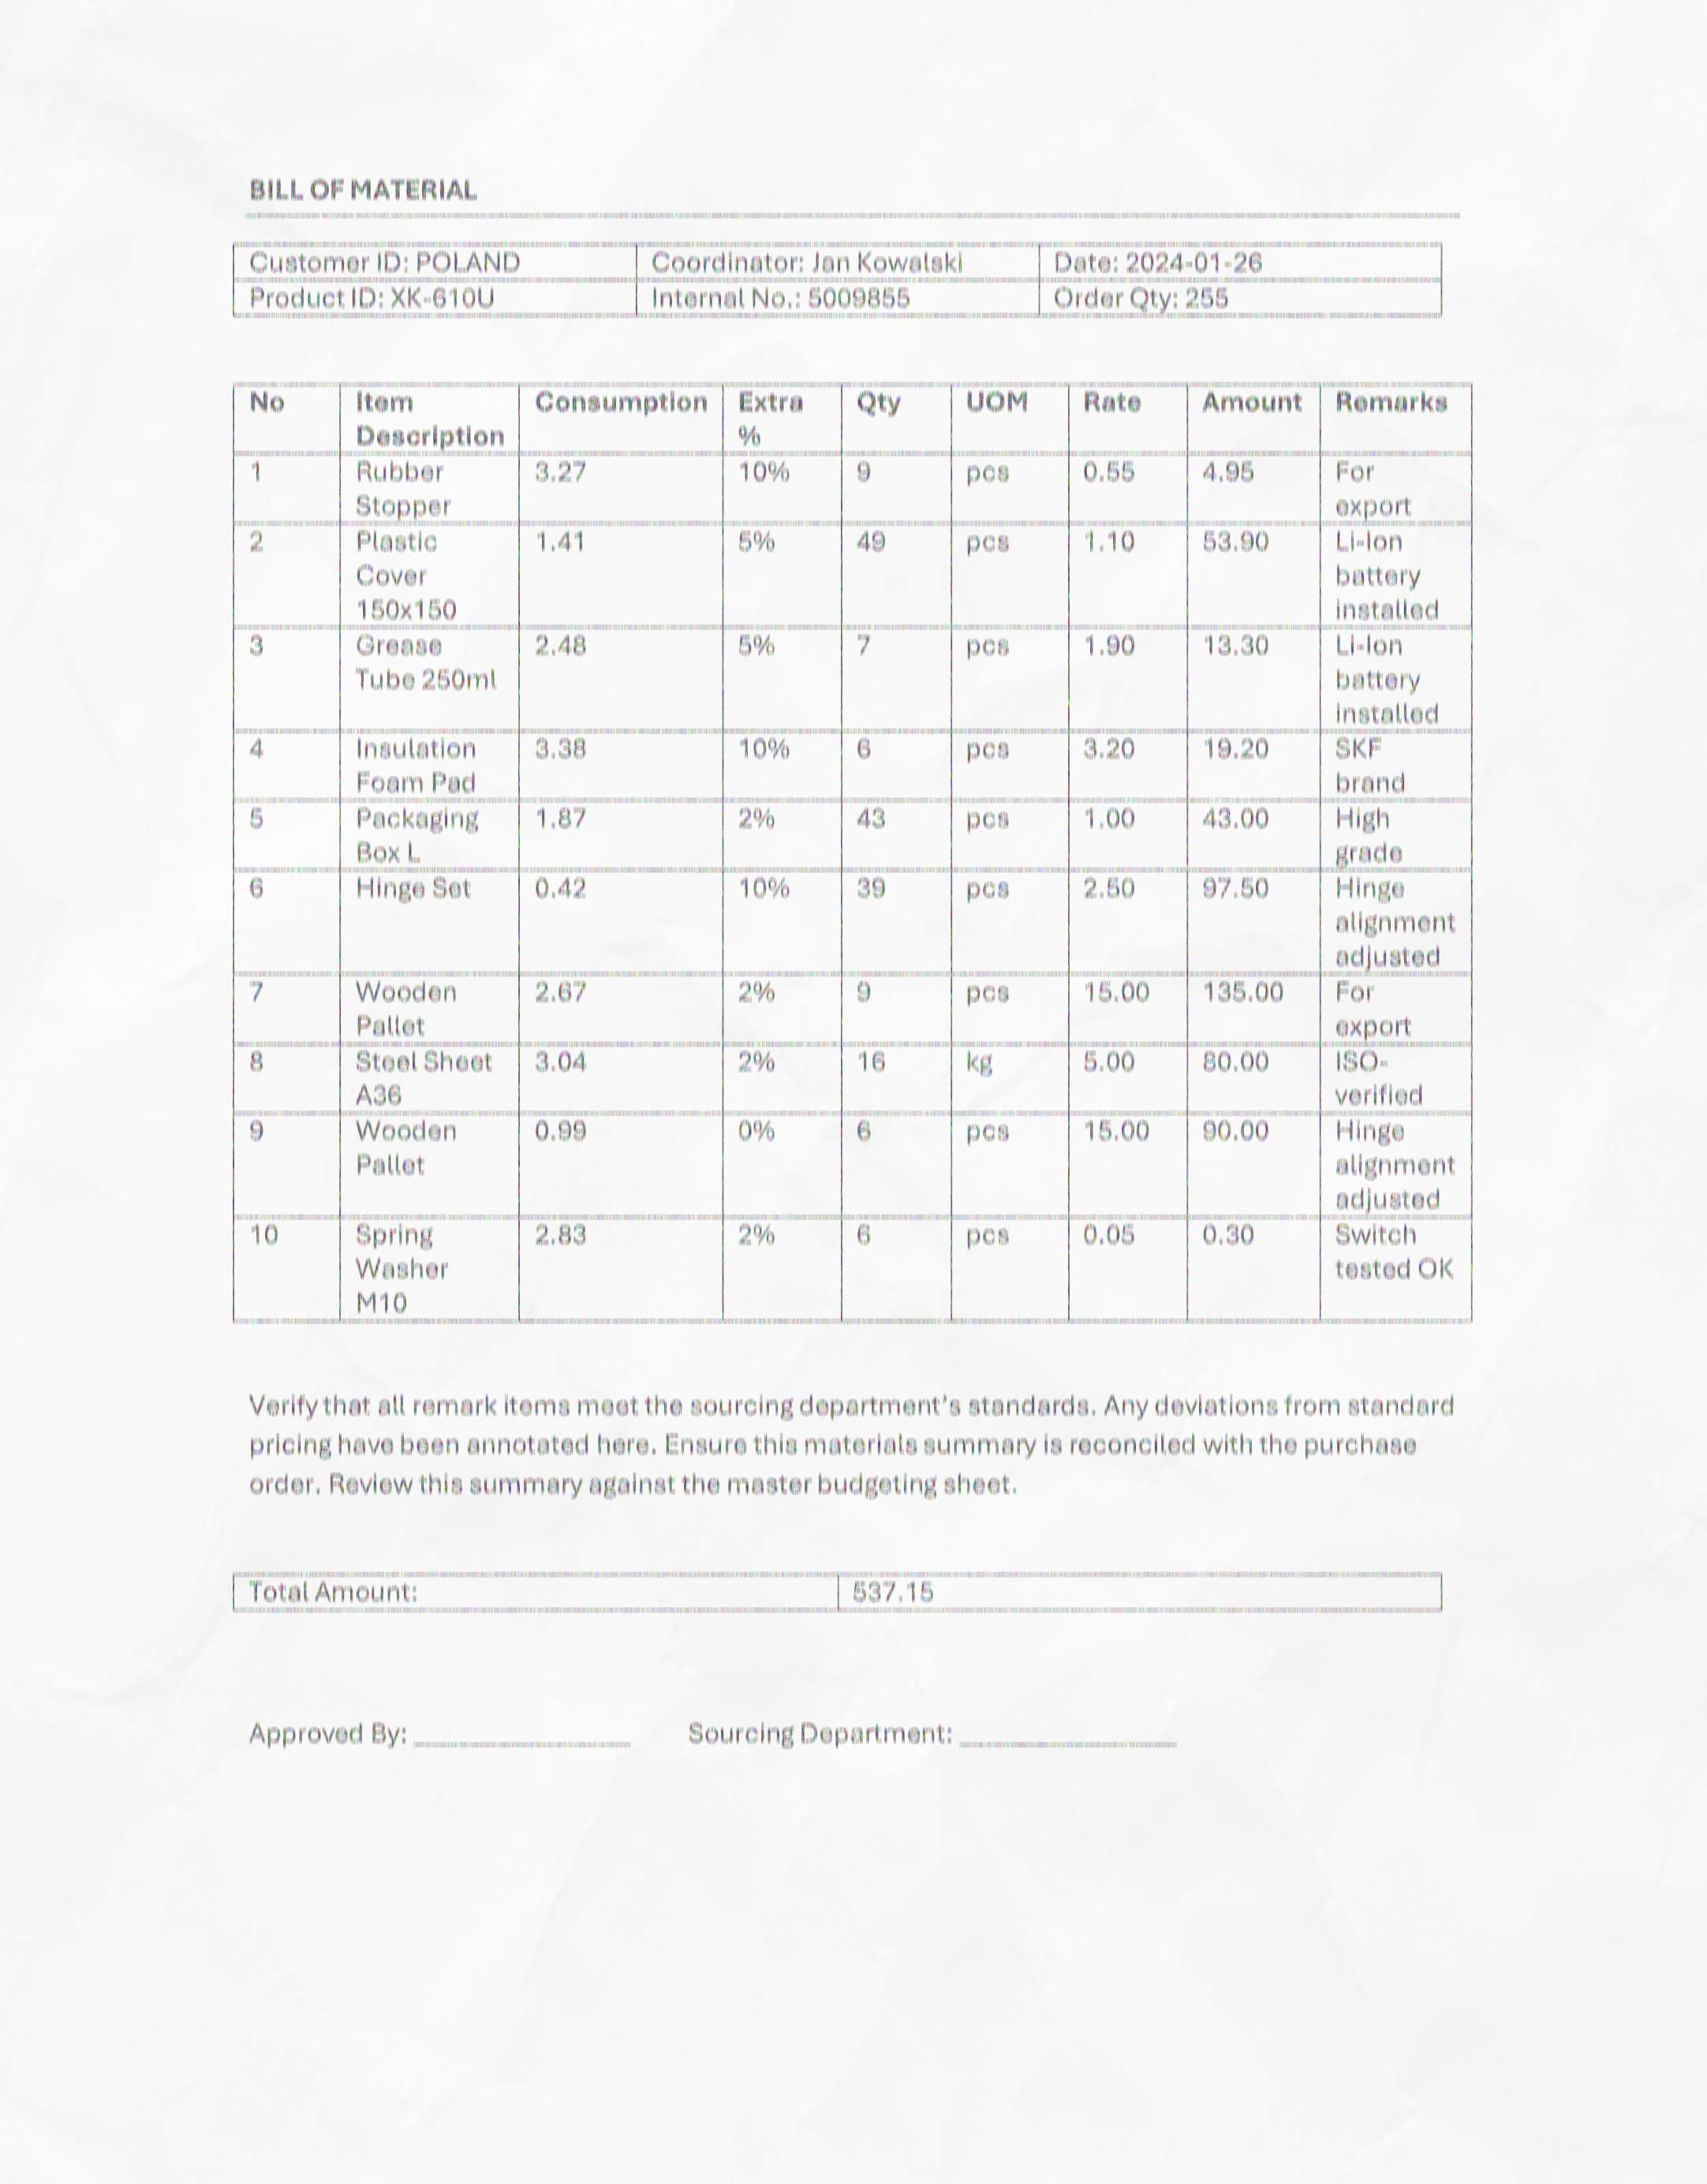 BILL OF MATERIAL
Customer ID: POLAND Coordinator: Jan Kowalski Date: 2024-01-26
Product ID: XK-610U Internal No.: 5009855 Order Qty: 255
No Item Description Consumption Extra % Qty UOM Rate Amount Remarks
1 Rubber Stopper 3.27 10% 9 pcs 0.55 4.95 For export
2 Plastic Cover 150x150 1.41 5% 49 pcs 1.10 53.90 Li-Ion battery installed
3 Grease Tube 250ml 2.48 5% 7 pcs 1.90 13.30 Li-Ion battery installed
4 Insulation Foam Pad 3.38 10% 6 pcs 3.20 19.20 SKF brand
5 Packaging Box L 1.87 2% 43 pcs 1.00 43.00 High grade
6 Hinge Set 0.42 10% 39 pcs 2.50 97.50 Hinge alignment adjusted
7 Wooden Pallet 2.67 2% 9 pcs 15.00 135.00 For export
8 Steel Sheet A36 3.04 2% 16 kg 5.00 80.00 ISO-verified
9 Wooden Pallet 0.99 0% 6 pcs 15.00 90.00 Hinge alignment adjusted
10 Spring Washer M10 2.83 2% 6 pcs 0.05 0.30 Switch tested OK
Verify that all remark items meet the sourcing department's standards. Any deviations from standard
pricing have been annotated here. Ensure this materials summary is reconciled with the purchase
order. Review this summary against the master budgeting sheet.
Total Amount: 537.15
Approved By: ________________ Sourcing Department: ________________